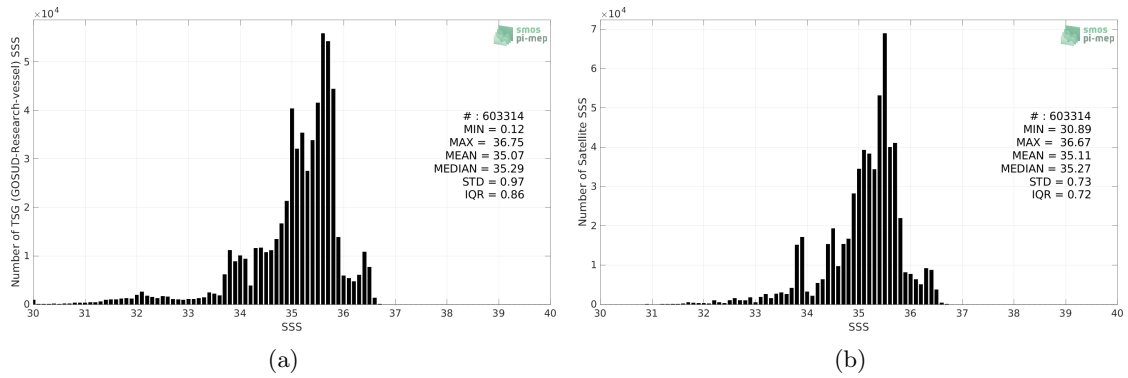 ×10⁴
Number of TSG (GOSUD-Research-vessel) SSS
5
4
3
2
1
0
30 31 32 33 34 35 36 37 38 39 40
SSS
smos
pi-mep
# : 603314
MIN = 0.12
MAX = 36.75
MEAN = 35.07
MEDIAN = 35.29
STD = 0.97
IQR = 0.86
(a)
×10⁴
Number of Satellite SSS
7
6
5
4
3
2
1
0
30 31 32 33 34 35 36 37 38 39 40
SSS
smos
pi-mep
# : 603314
MIN = 30.89
MAX = 36.67
MEAN = 35.11
MEDIAN = 35.27
STD = 0.73
IQR = 0.72
(b)